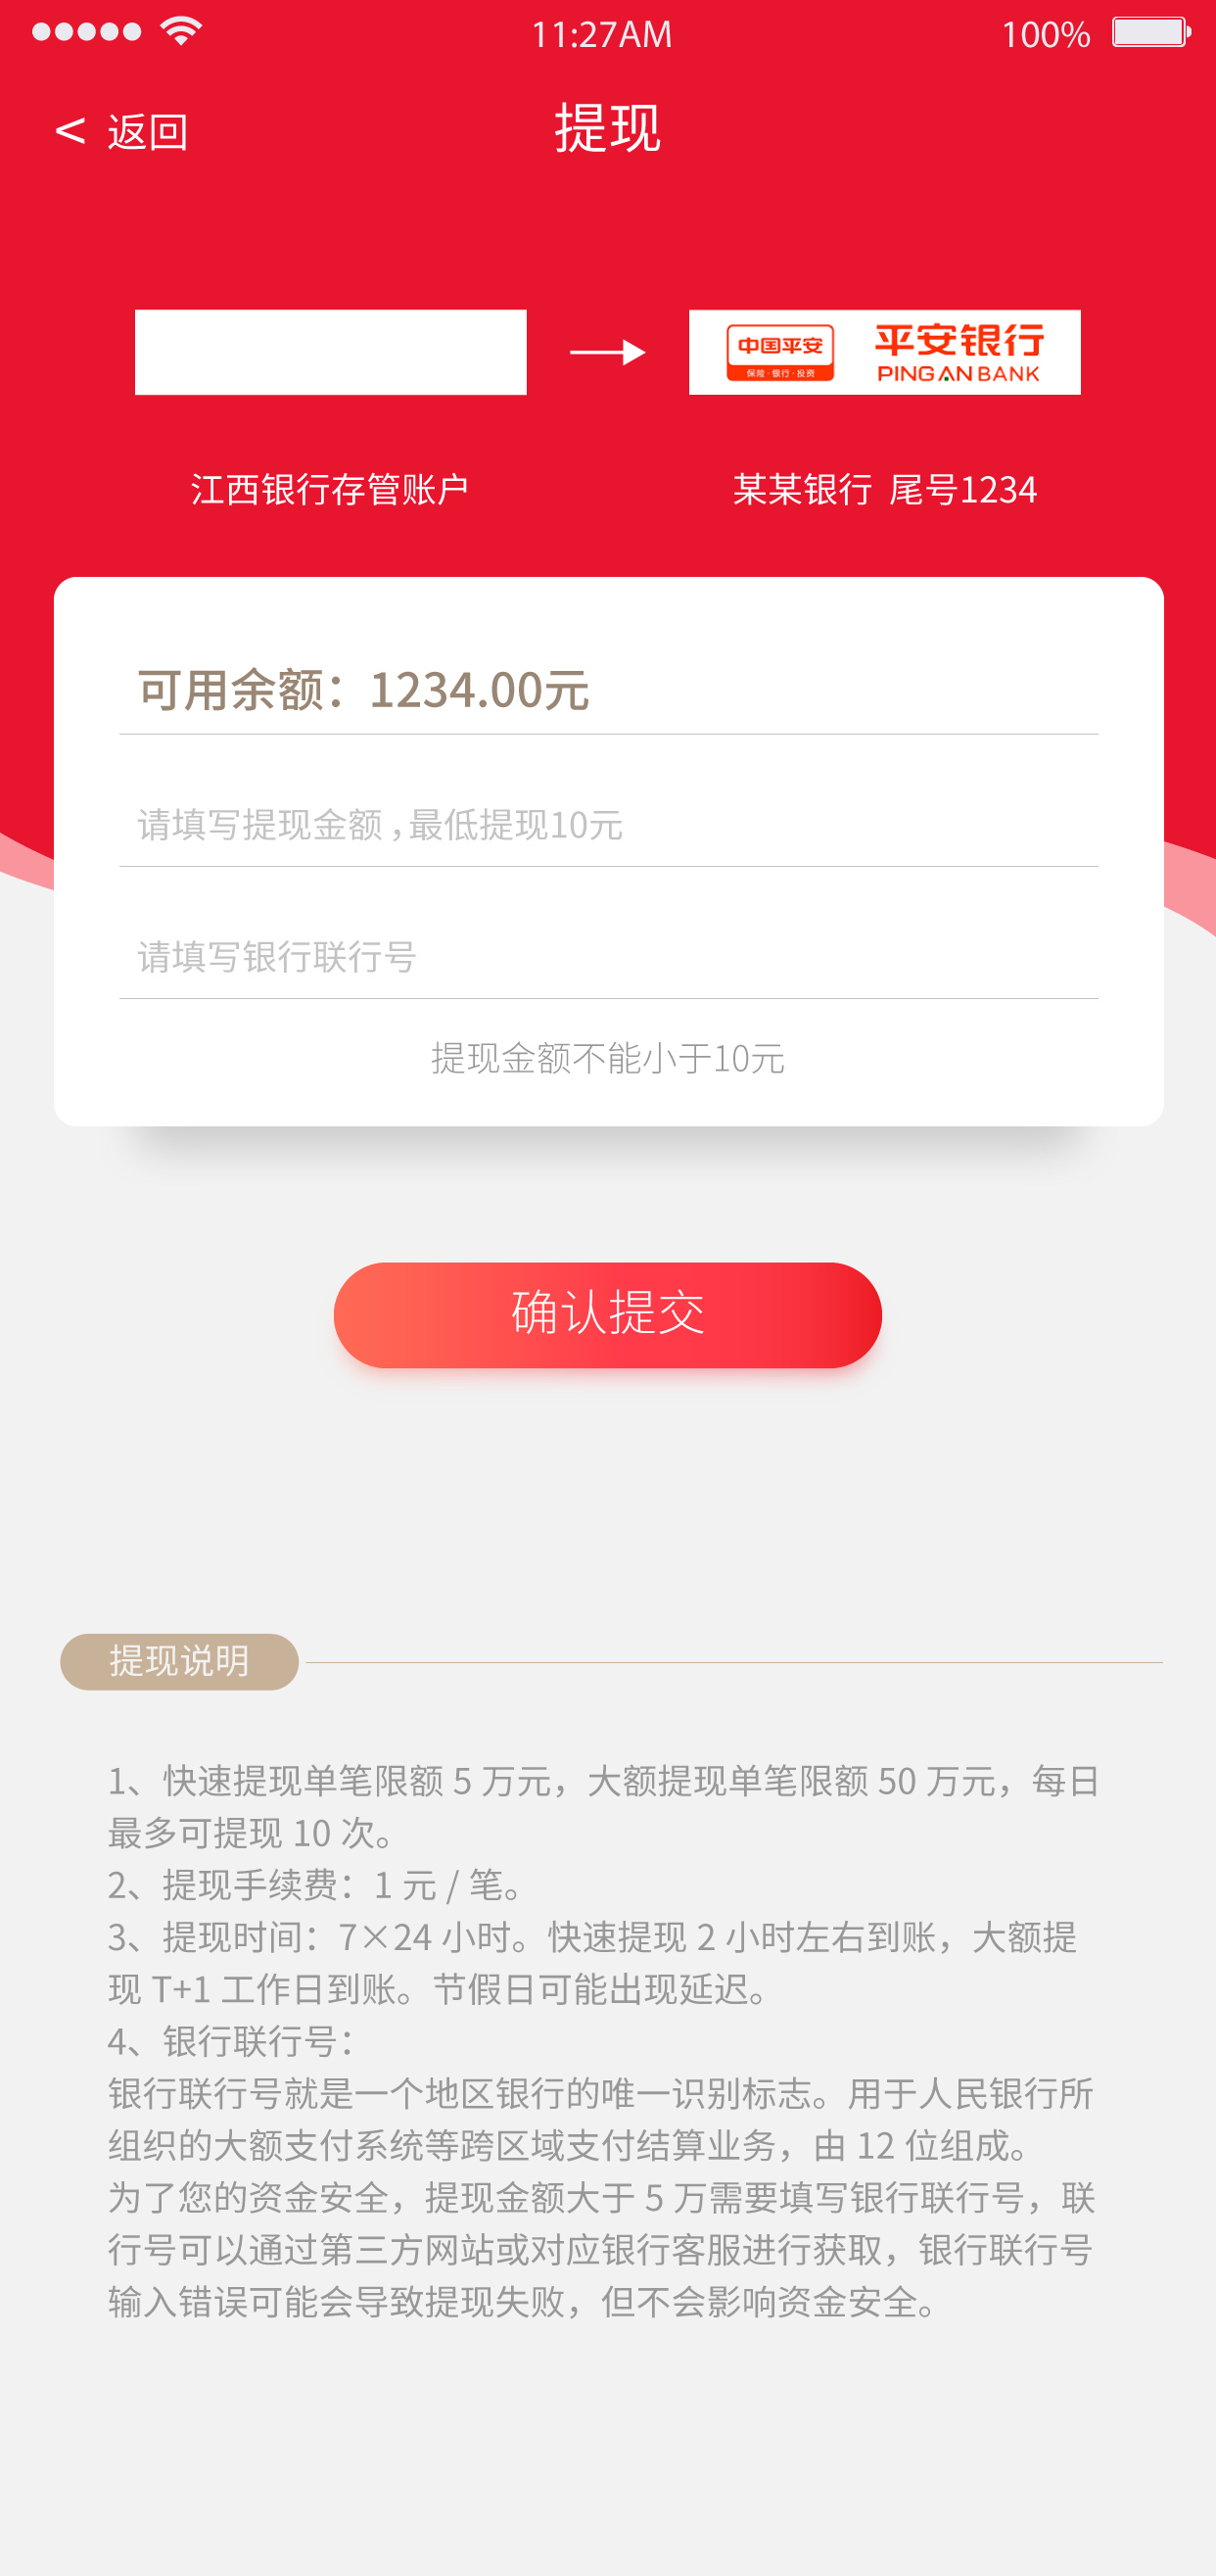 11:27AM 100%
< 返回 提现
中国平安 平安银行
保险·银行·投资 PING AN BANK
江西银行存管账户 某某银行 尾号1234
可用余额：1234.00元
请填写提现金额，最低提现10元
请填写银行联行号
提现金额不能小于10元
确认提交
提现说明
1、快速提现单笔限额 5 万元，大额提现单笔限额 50 万元，每日
最多可提现 10 次。
2、提现手续费：1 元 / 笔。
3、提现时间：7×24 小时。快速提现 2 小时左右到账，大额提
现 T+1 工作日到账。节假日可能出现延迟。
4、银行联行号：
银行联行号就是一个地区银行的唯一识别标志。用于人民银行所
组织的大额支付系统等跨区域支付结算业务，由 12 位组成。
为了您的资金安全，提现金额大于 5 万需要填写银行联行号，联
行号可以通过第三方网站或对应银行客服进行获取，银行联行号
输入错误可能会导致提现失败，但不会影响资金安全。